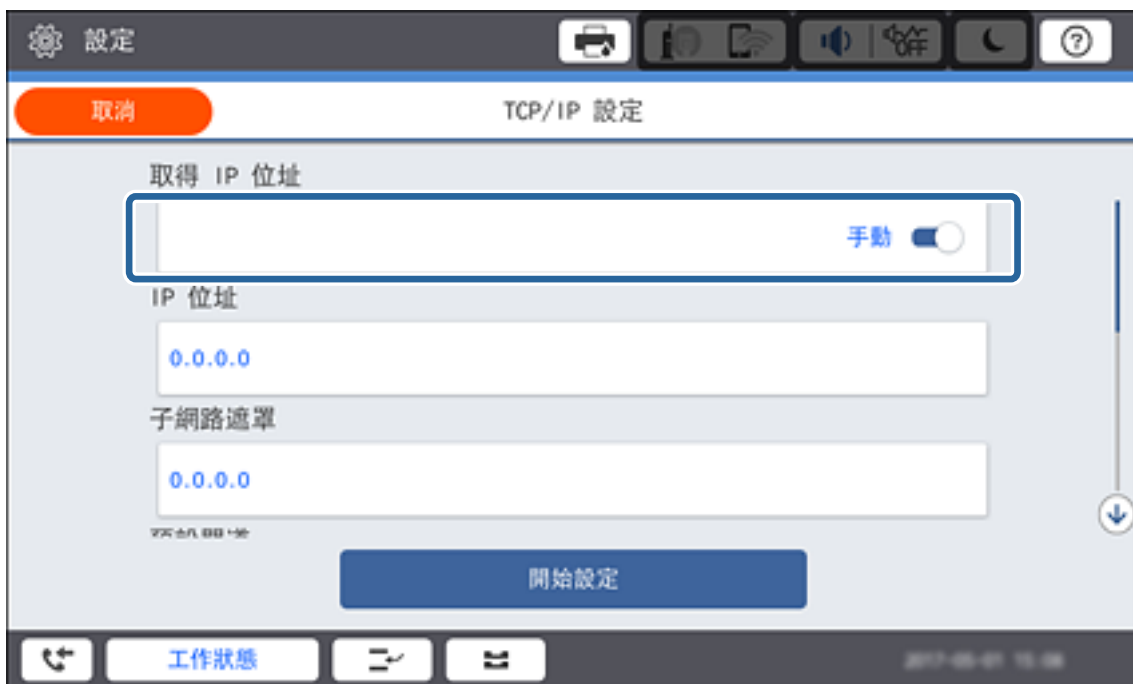 設定
OFF
取消
TCP/IP 設定
取得 IP 位址
手動
IP 位址
0.0.0.0
子網路遮罩
0.0.0.0
開始設定
工作狀態